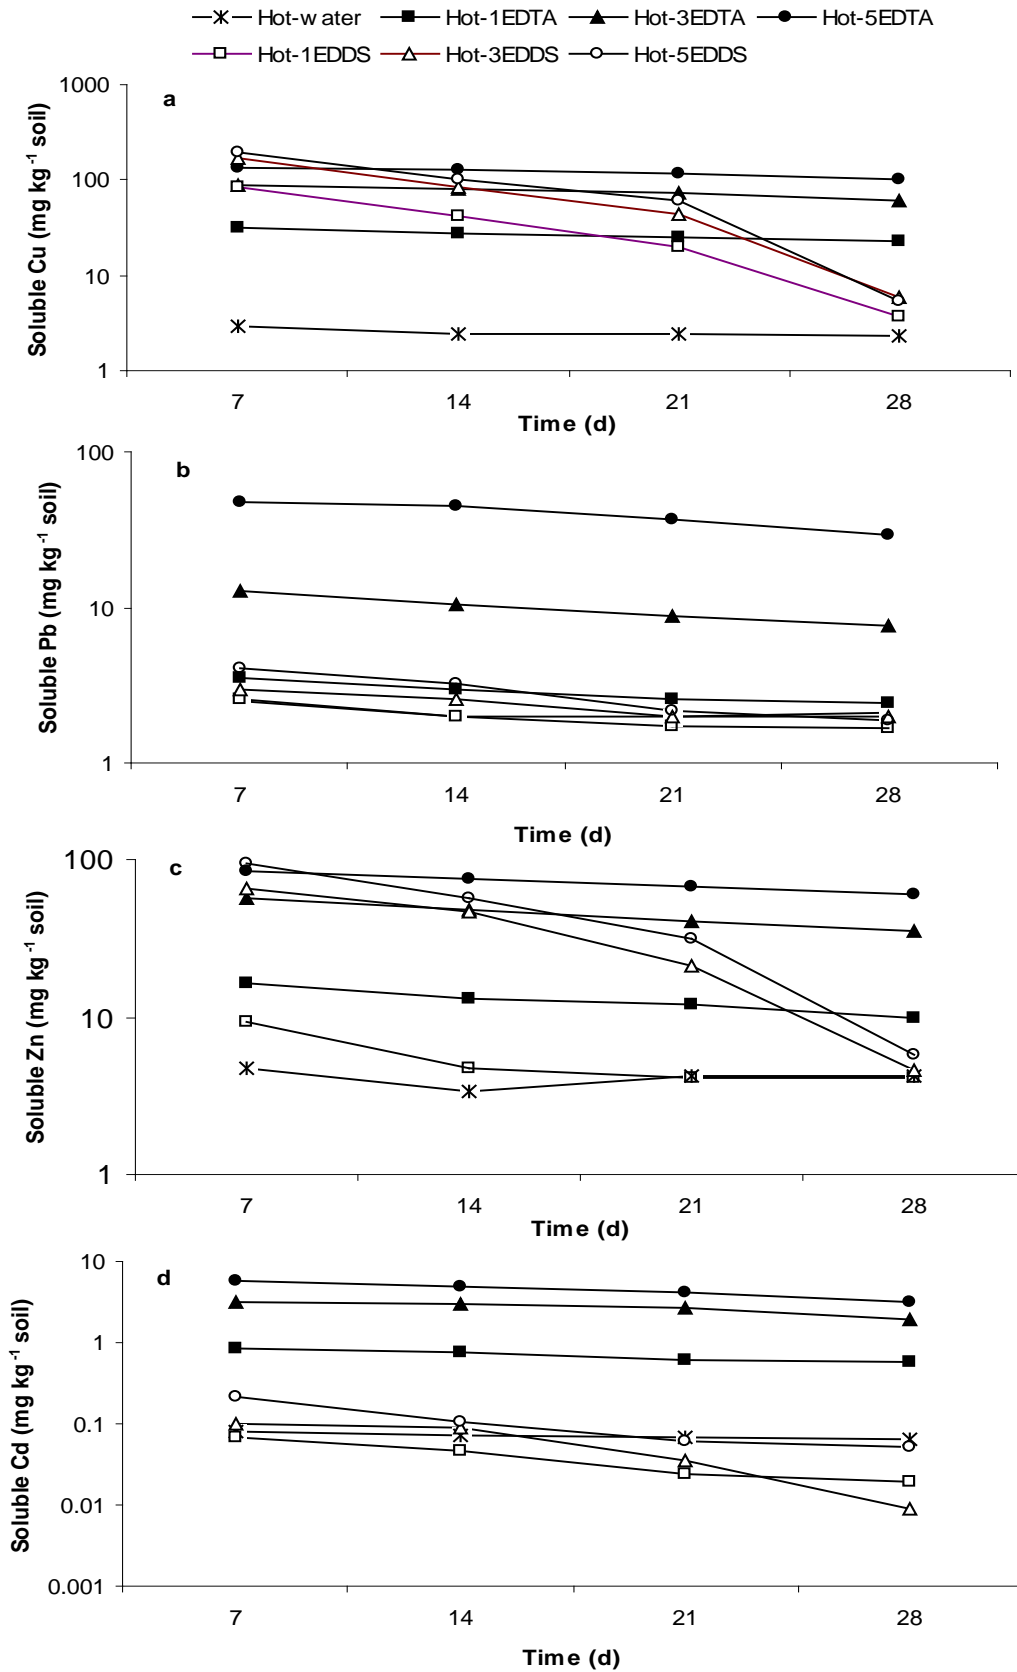 Hot-water Hot-1EDTA Hot-3EDTA Hot-5EDTA
Hot-1EDDS Hot-3EDDS Hot-5EDDS
a
Soluble Cu (mg kg-1 soil)
1000
100
10
1
7 14 21 28
Time (d)
b
Soluble Pb (mg kg-1 soil)
100
10
1
7 14 21 28
Time (d)
c
Soluble Zn (mg kg-1 soil)
100
10
1
7 14 21 28
Time (d)
d
Soluble Cd (mg kg-1 soil)
10
1
0.1
0.01
0.001
7 14 21 28
Time (d)